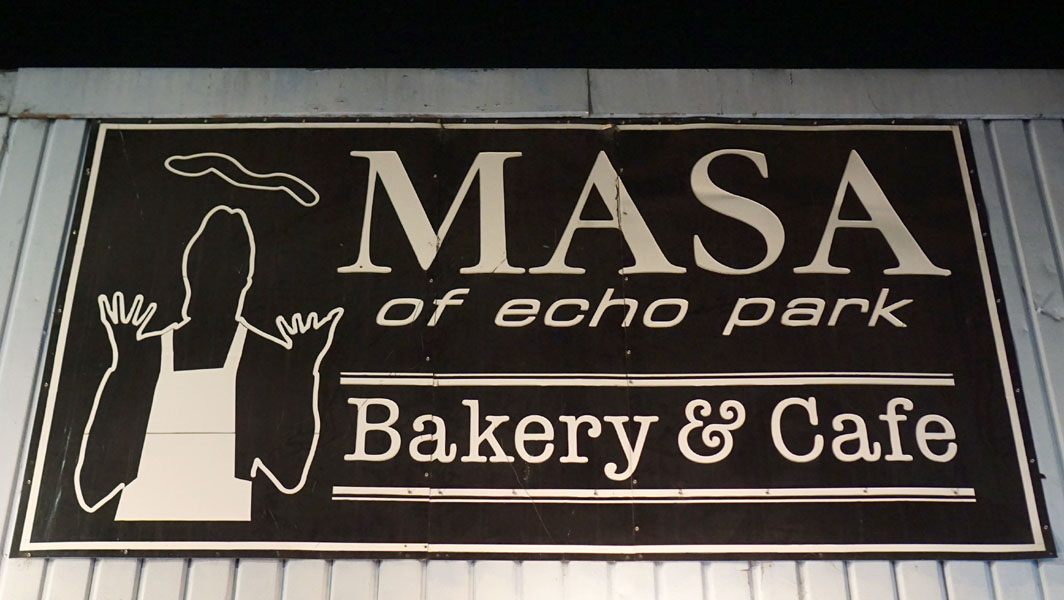 MASA
of echo park
Bakery & Cafe